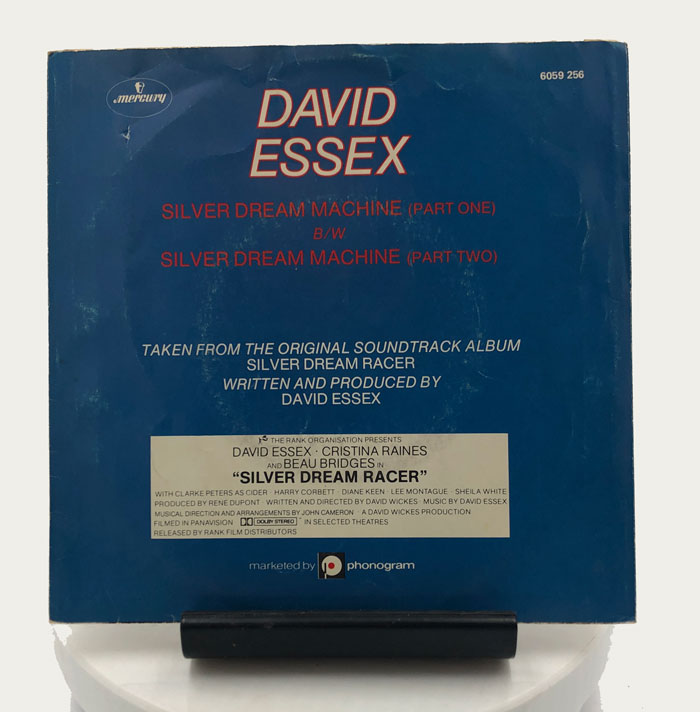 mercury
6059 256
DAVID
ESSEX
SILVER DREAM MACHINE (PART ONE)
B/W
SILVER DREAM MACHINE (PART TWO)
TAKEN FROM THE ORIGINAL SOUNDTRACK ALBUM
SILVER DREAM RACER
WRITTEN AND PRODUCED BY
DAVID ESSEX
THE RANK ORGANISATION PRESENTS
DAVID ESSEX · CRISTINA RAINES
AND BEAU BRIDGES IN
“SILVER DREAM RACER”
WITH CLARKE PETERS AS CIDER · HARRY CORBETT · DIANE KEEN · LEE MONTAGUE · SHEILA WHITE
PRODUCED BY RENE DUPONT · WRITTEN AND DIRECTED BY DAVID WICKES · MUSIC BY DAVID ESSEX
MUSICAL DIRECTION AND ARRANGEMENTS BY JOHN CAMERON · A DAVID WICKES PRODUCTION
FILMED IN PANAVISION DOLBY STEREO IN SELECTED THEATRES
RELEASED BY RANK FILM DISTRIBUTORS
marketed by phonogram